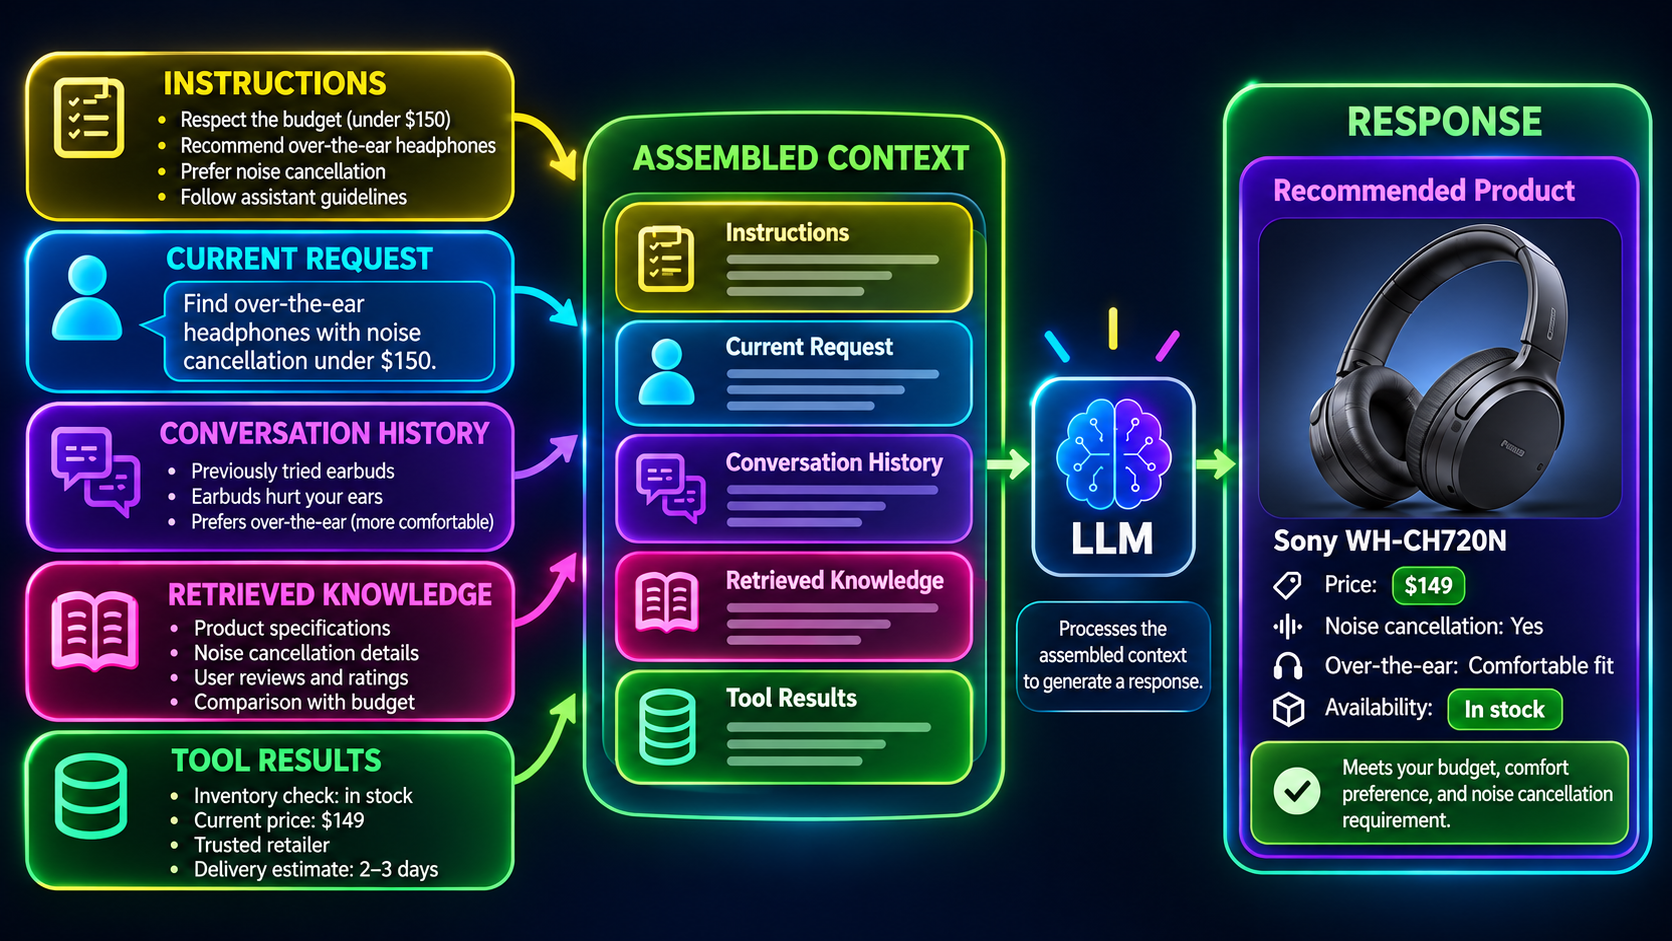 INSTRUCTIONS
• Respect the budget (under $150)
• Recommend over-the-ear headphones
• Prefer noise cancellation
• Follow assistant guidelines
CURRENT REQUEST
Find over-the-ear
headphones with noise
cancellation under $150.
CONVERSATION HISTORY
• Previously tried earbuds
• Earbuds hurt your ears
• Prefers over-the-ear (more comfortable)
RETRIEVED KNOWLEDGE
• Product specifications
• Noise cancellation details
• User reviews and ratings
• Comparison with budget
TOOL RESULTS
• Inventory check: in stock
• Current price: $149
• Trusted retailer
• Delivery estimate: 2–3 days
ASSEMBLED CONTEXT
Instructions
Current Request
Conversation History
Retrieved Knowledge
Tool Results
LLM
Processes the
assembled context
to generate a response.
RESPONSE
Recommended Product
Sony WH-CH720N
Price: $149
Noise cancellation: Yes
Over-the-ear: Comfortable fit
Availability: In stock
Meets your budget, comfort
preference, and noise cancellation
requirement.